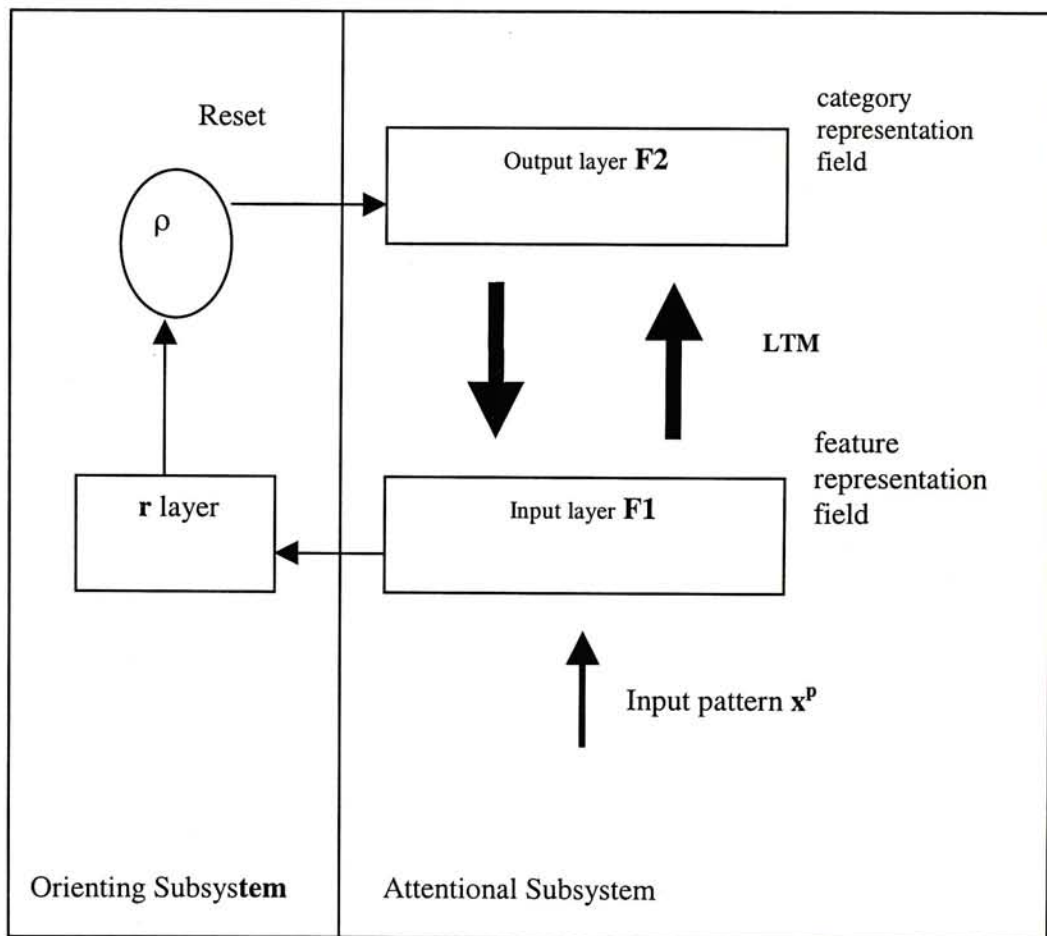 Reset
category
representation
field
Output layer F2
ρ
LTM
feature
representation
field
r layer
Input layer F1
Input pattern x^p
Orienting Subsystem
Attentional Subsystem